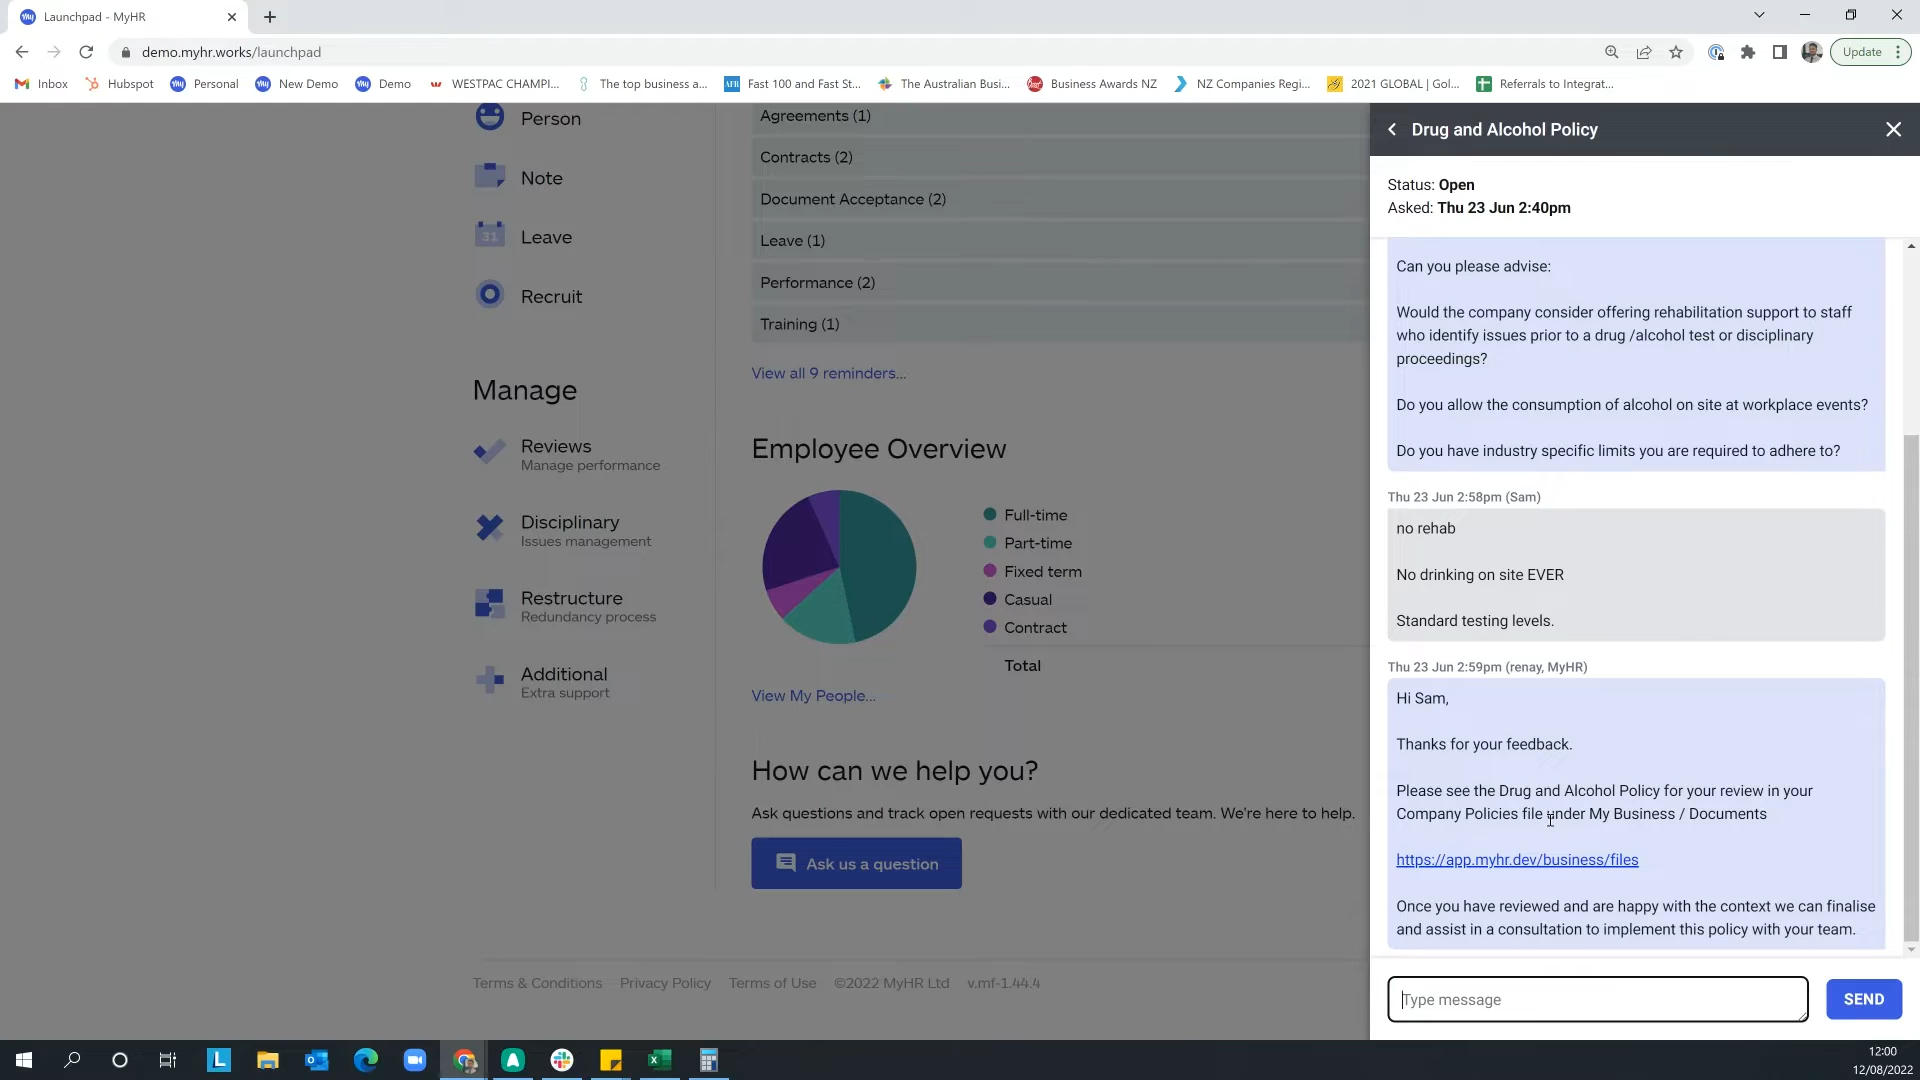 Launchpad - MyHR
demo.myhr.works/launchpad
Update
Inbox
Hubspot
Personal
New Demo
Demo
WESTPAC CHAMPI...
The top business a...
Fast 100 and Fast St...
The Australian Busi...
Business Awards NZ
NZ Companies Regi...
2021 GLOBAL | Gol...
Referrals to Integrat...
Person
Note
31
Leave
Recruit
Manage
Reviews
Manage performance
Disciplinary
Issues management
Restructure
Redundancy process
Additional
Extra support
Agreements (1)
Contracts (2)
Document Acceptance (2)
Leave (1)
Performance (2)
Training (1)
View all 9 reminders...
Employee Overview
Full-time
Part-time
Fixed term
Casual
Contract
Total
View My People...
How can we help you?
Ask questions and track open requests with our dedicated team. We're here to help.
Ask us a question
Terms & Conditions Privacy Policy Terms of Use ©2022 MyHR Ltd v.mf-1.44.4
Drug and Alcohol Policy
Status: Open
Asked: Thu 23 Jun 2:40pm
Can you please advise:
Would the company consider offering rehabilitation support to staff
who identify issues prior to a drug /alcohol test or disciplinary
proceedings?
Do you allow the consumption of alcohol on site at workplace events?
Do you have industry specific limits you are required to adhere to?
Thu 23 Jun 2:58pm (Sam)
no rehab
No drinking on site EVER
Standard testing levels.
Thu 23 Jun 2:59pm (renay, MyHR)
Hi Sam,
Thanks for your feedback.
Please see the Drug and Alcohol Policy for your review in your
Company Policies file under My Business / Documents
https://app.myhr.dev/business/files
Once you have reviewed and are happy with the context we can finalise
and assist in a consultation to implement this policy with your team.
Type message
SEND
12:00
12/08/2022